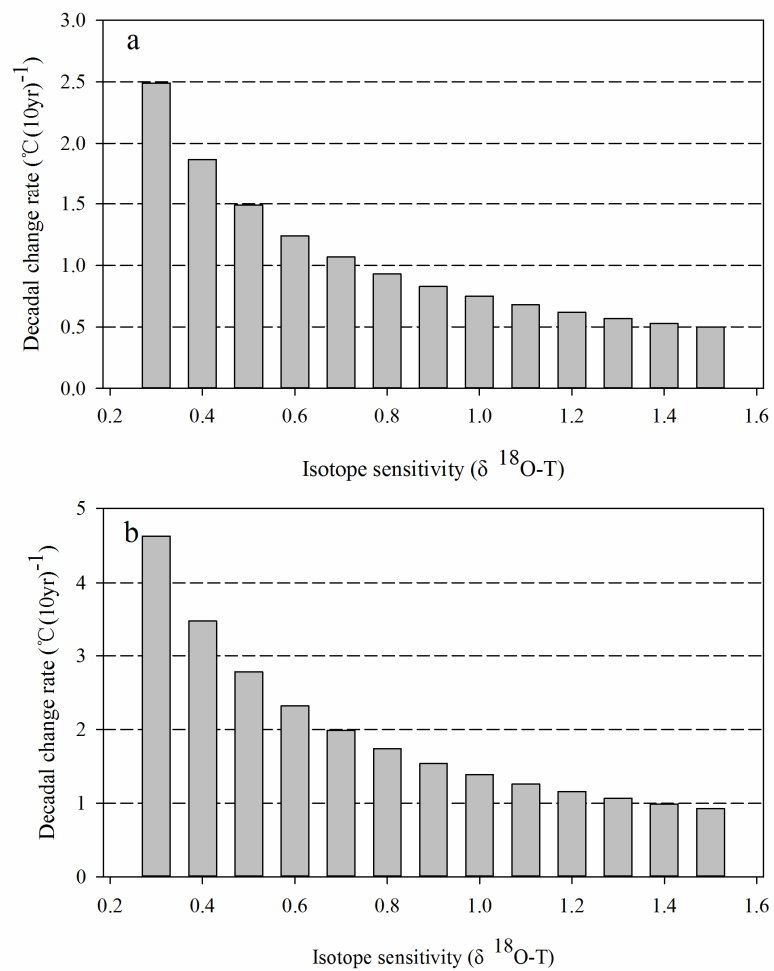 a
3.0
2.5
2.0
1.5
1.0
0.5
0.0
Decadal change rate (℃(10yr)⁻¹)
0.2 0.4 0.6 0.8 1.0 1.2 1.4 1.6
Isotope sensitivity (δ ¹⁸O-T)
b
5
4
3
2
1
0
Decadal change rate (℃(10yr)⁻¹)
0.2 0.4 0.6 0.8 1.0 1.2 1.4 1.6
Isotope sensitivity (δ ¹⁸O-T)